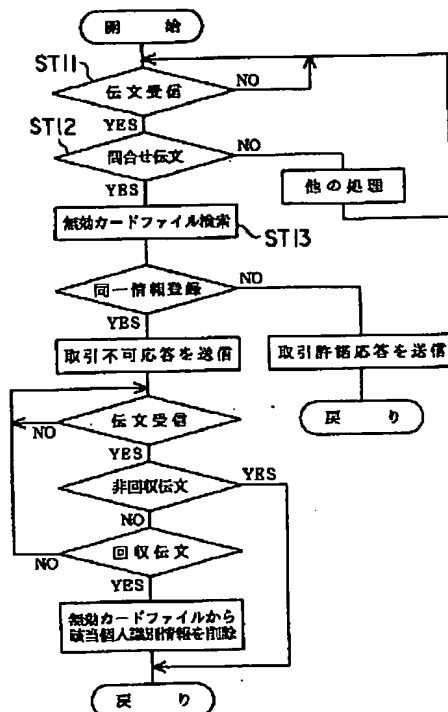 開 始
ST11
伝文受信
NO
YES
ST12
問合せ伝文
NO
YES
他の処理
無効カードファイル検索
ST13
同一情報登録
NO
YES
取引不可応答を送信
取引許諾応答を送信
戻 り
伝文受信
NO
YES
非回収伝文
YES
NO
回収伝文
NO
YES
無効カードファイルから
該当個人識別情報を削除
戻 り